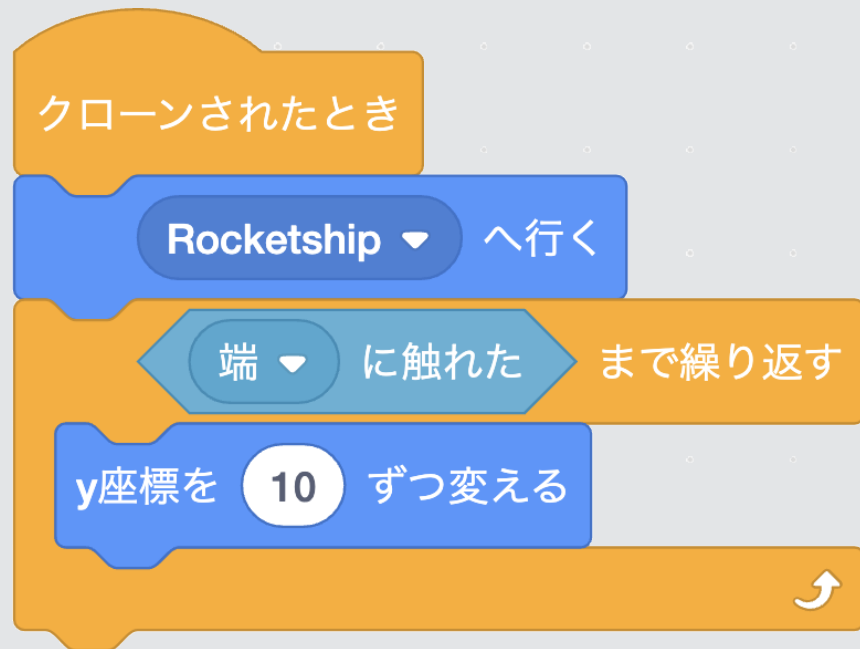 クローンされたとき
Rocketship へ行く
端 に触れた まで繰り返す
y座標を 10 ずつ変える